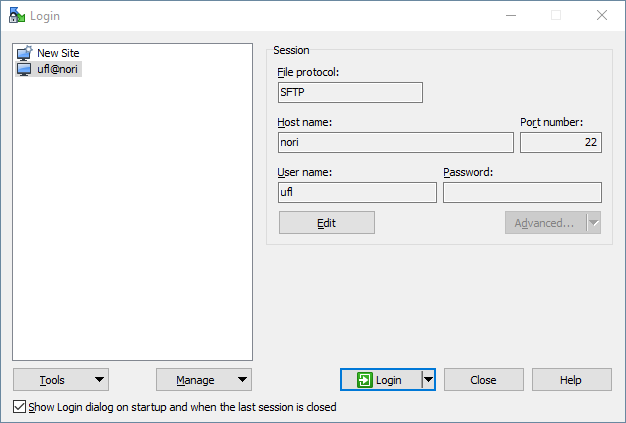 Login
New Site
ufl@nori
Session
File protocol:
SFTP
Host name:
Port number:
nori
22
User name:
Password:
ufl
Edit
Advanced...
Tools
Manage
Login
Close
Help
Show Login dialog on startup and when the last session is closed